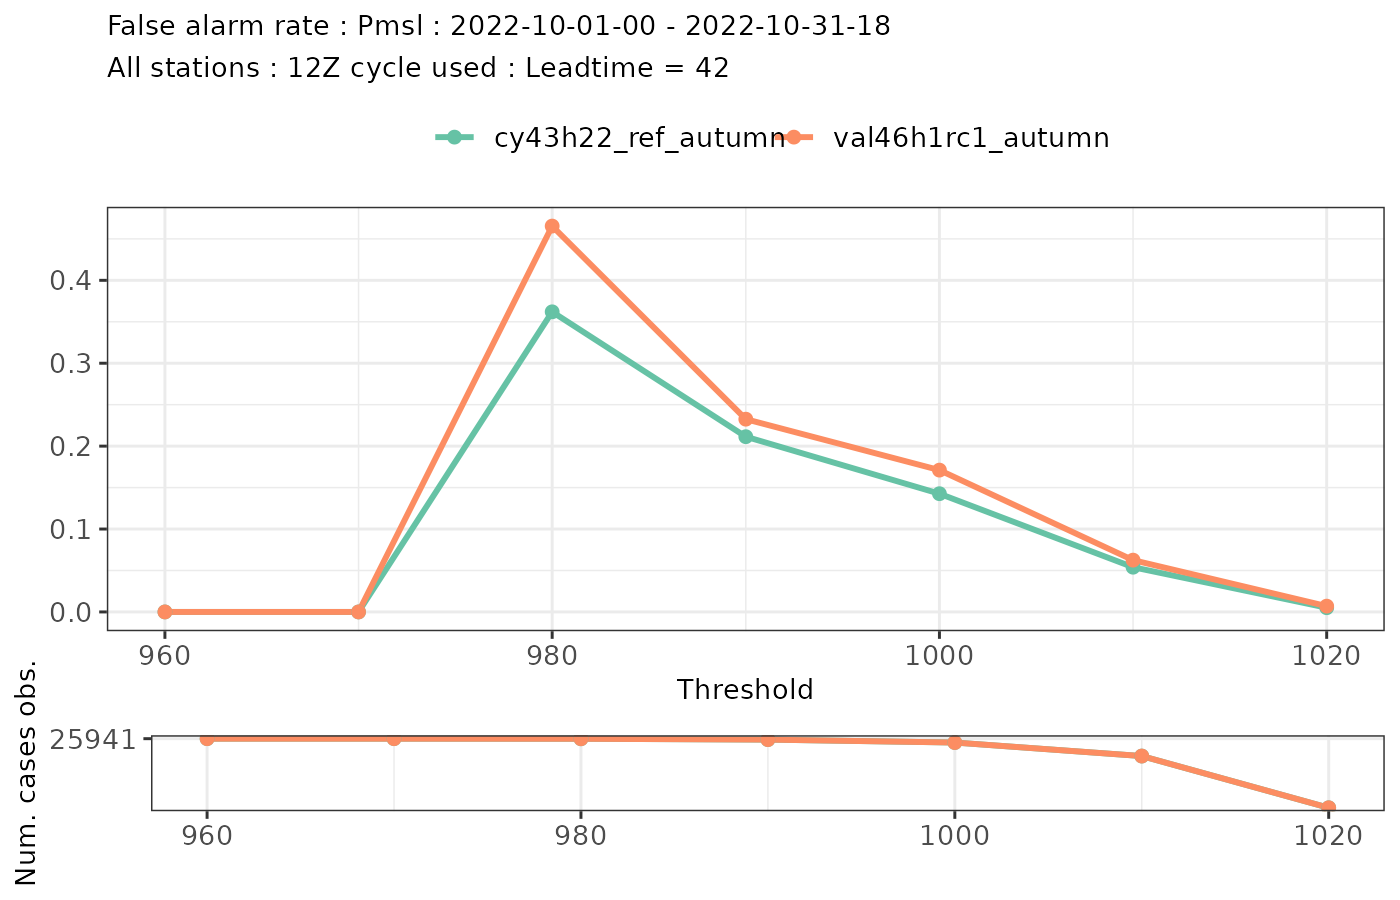 False alarm rate : Pmsl : 2022-10-01-00 - 2022-10-31-18
All stations : 12Z cycle used : Leadtime = 42
cy43h22_ref_autumn
val46h1rc1_autumn
0.4
0.3
0.2
0.1
0.0
960
980
1000
1020
Threshold
Num. cases obs.
25941
960
980
1000
1020